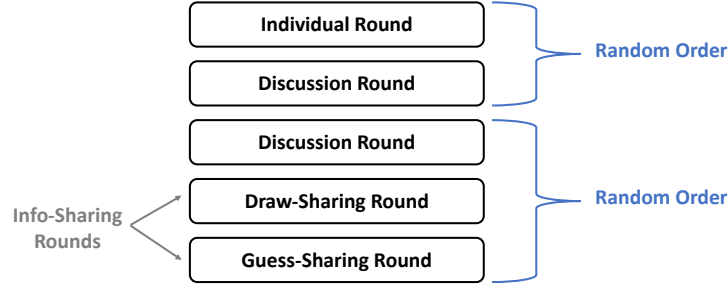 Individual Round
Random Order
Discussion Round
Discussion Round
Draw-Sharing Round
Random Order
Info-Sharing
Rounds
Guess-Sharing Round